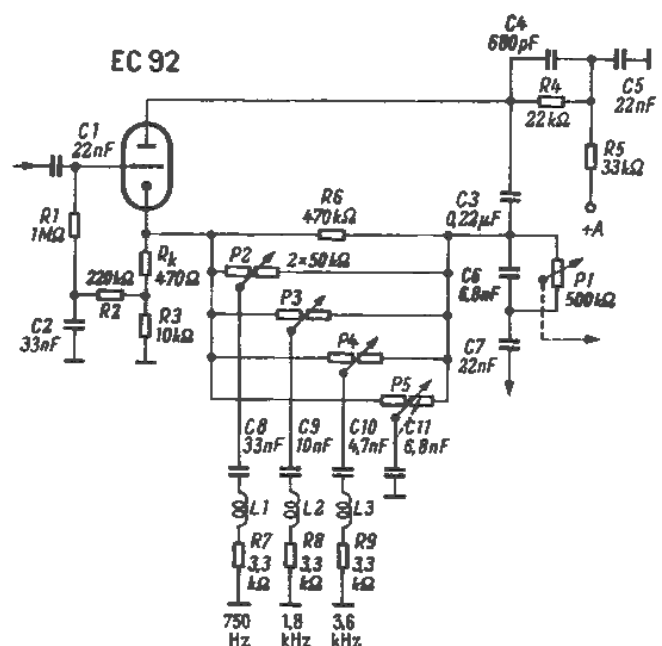 EC 92
C4
680pF
C5
22nF
R4
22kΩ
R5
33kΩ
+A
C1
22nF
R1
1MΩ
Rk
470Ω
220kΩ
R2
C2
33nF
R3
10kΩ
R6
470kΩ
C3
0,22µF
P2
2=50kΩ
P3
P4
P5
C6
6,8nF
P1
500kΩ
C7
22nF
C8
33nF
C9
10nF
C10
4,7nF
C11
6,8nF
L1
L2
L3
R7
3,3
kΩ
R8
3,3
kΩ
R9
3,3
kΩ
750
Hz
1,8
kHz
3,6
kHz